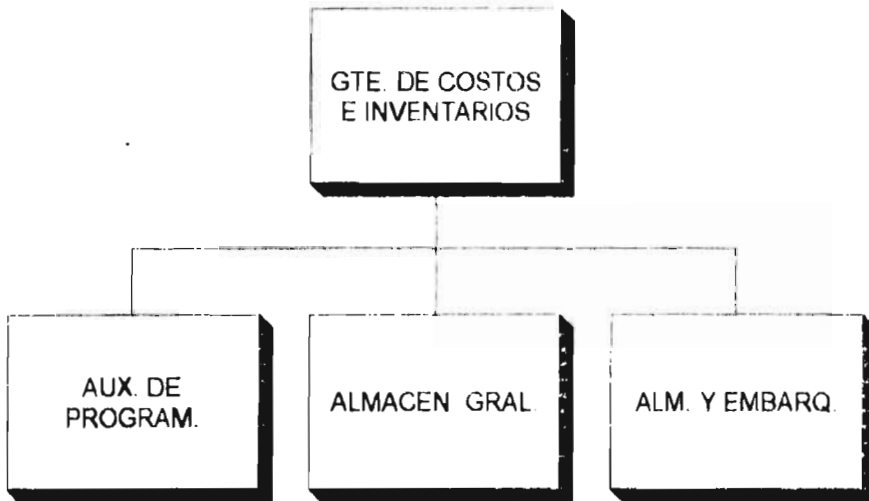 GTE. DE COSTOS
E INVENTARIOS
AUX. DE
PROGRAM.
ALMACEN GRAL.
ALM. Y EMBARQ.